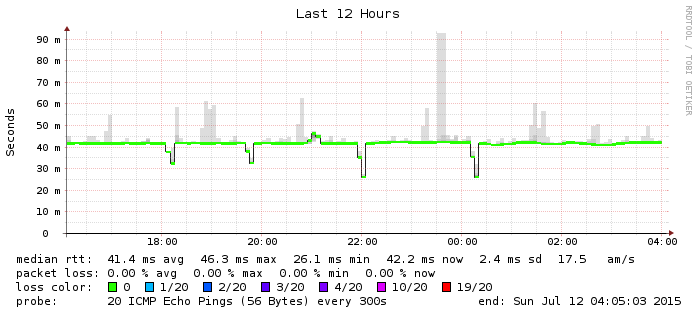 Last 12 Hours
RRDTOOL / TOBI OETIKER
Seconds
90 m
80 m
70 m
60 m
50 m
40 m
30 m
20 m
10 m
0
18:00 20:00 22:00 00:00 02:00 04:00
median rtt: 41.4 ms avg 46.3 ms max 26.1 ms min 42.2 ms now 2.4 ms sd 17.5 am/s
packet loss: 0.00 % avg 0.00 % max 0.00 % min 0.00 % now
loss color: 0 1/20 2/20 3/20 4/20 10/20 19/20
probe: 20 ICMP Echo Pings (56 Bytes) every 300s end: Sun Jul 12 04:05:03 2015